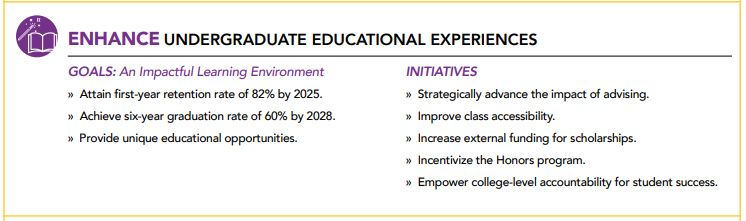 ENHANCE UNDERGRADUATE EDUCATIONAL EXPERIENCES
GOALS: An Impactful Learning Environment
» Attain first-year retention rate of 82% by 2025.
» Achieve six-year graduation rate of 60% by 2028.
» Provide unique educational opportunities.
INITIATIVES
» Strategically advance the impact of advising.
» Improve class accessibility.
» Increase external funding for scholarships.
» Incentivize the Honors program.
» Empower college-level accountability for student success.